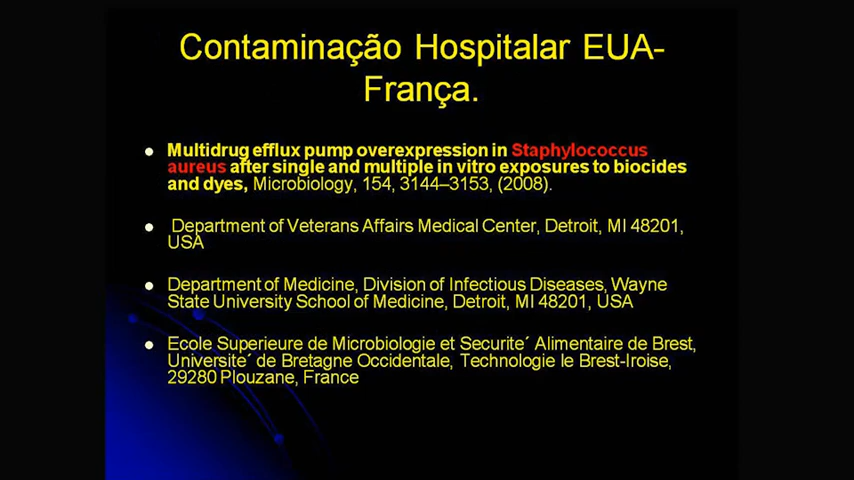 Contaminação Hospitalar EUA-
França.
Multidrug efflux pump overexpression in Staphylococcus
aureus after single and multiple in vitro exposures to biocides
and dyes, Microbiology, 154, 3144–3153, (2008).
Department of Veterans Affairs Medical Center, Detroit, MI 48201,
USA
Department of Medicine, Division of Infectious Diseases, Wayne
State University School of Medicine, Detroit, MI 48201, USA
Ecole Superieure de Microbiologie et Securite´ Alimentaire de Brest,
Universite´ de Bretagne Occidentale, Technologie le Brest-Iroise,
29280 Plouzane, France